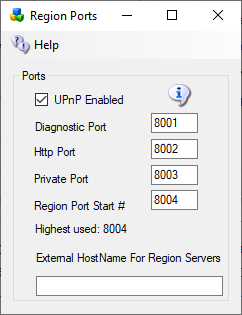 Region Ports
Help
Ports
UPnP Enabled
Diagnostic Port 8001
Http Port 8002
Private Port 8003
Region Port Start # 8004
Highest used: 8004
External HostName For Region Servers